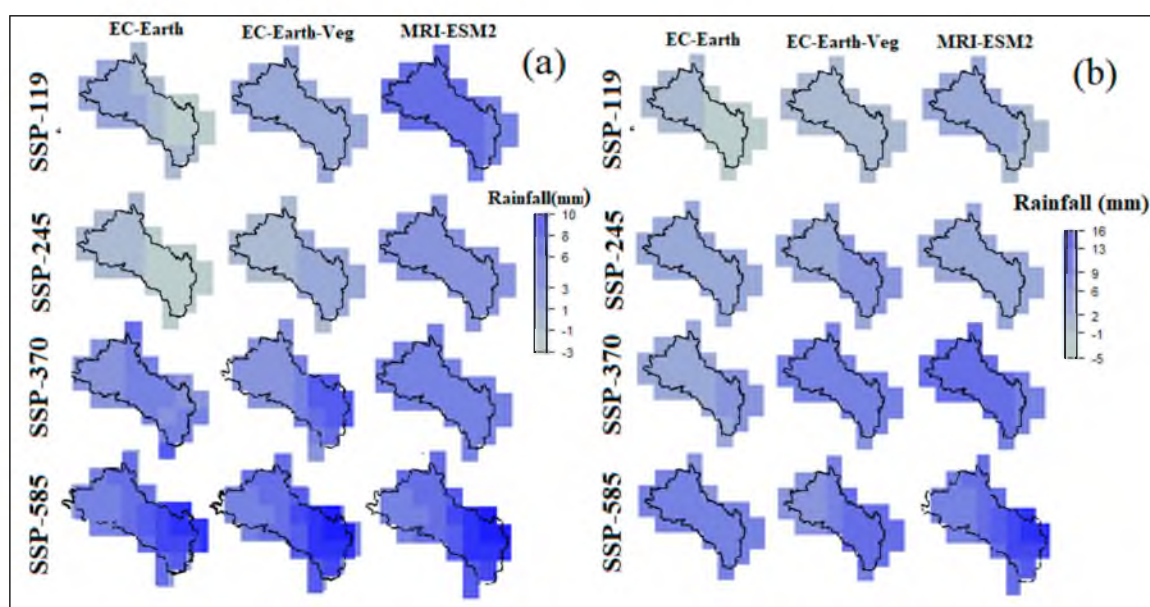 EC-Earth EC-Earth-Veg MRI-ESM2
(a)
SSP-119
SSP-245
SSP-370
SSP-585
Rainfall(mm)
10
8
6
3
1
-1
-3
EC-Earth EC-Earth-Veg MRI-ESM2
(b)
SSP-119
SSP-245
SSP-370
SSP-585
Rainfall (mm)
16
13
9
6
2
-1
-5